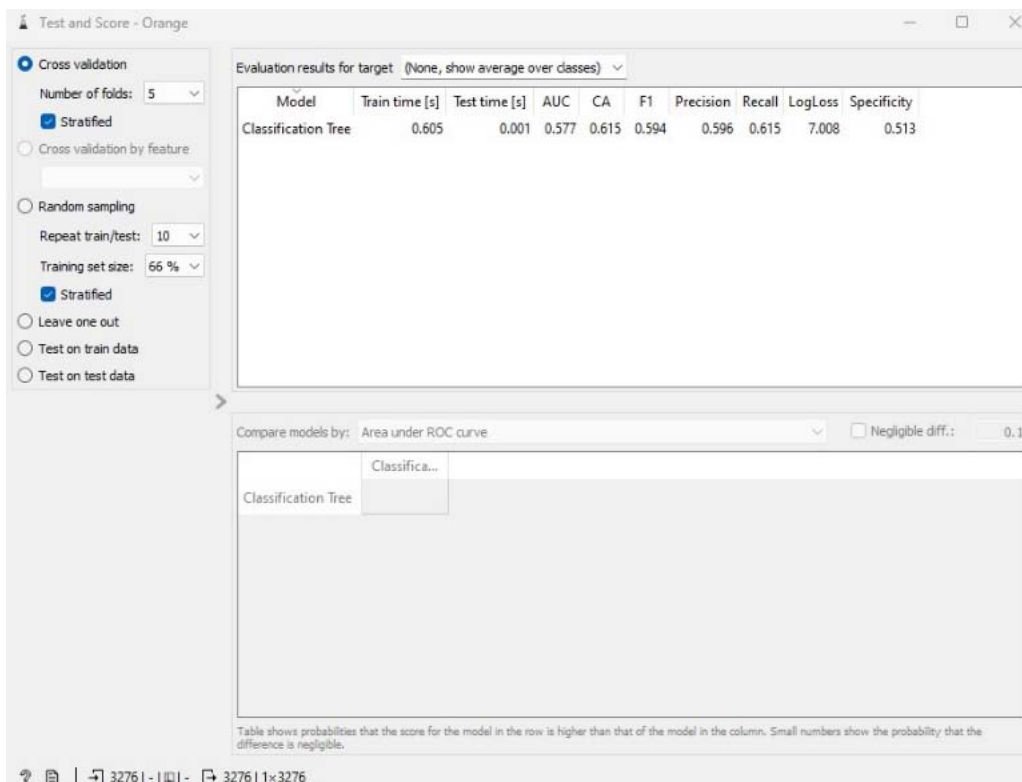 Test and Score - Orange
Cross validation
Number of folds: 5
Stratified
Cross validation by feature
Random sampling
Repeat train/test: 10
Training set size: 66 %
Stratified
Leave one out
Test on train data
Test on test data
Evaluation results for target (None, show average over classes)
Model Train time [s] Test time [s] AUC CA F1 Precision Recall LogLoss Specificity
Classification Tree 0.605 0.001 0.577 0.615 0.594 0.596 0.615 7.008 0.513
Compare models by: Area under ROC curve Negligible diff.: 0.1
Classifica...
Classification Tree
Table shows probabilities that the score for the model in the row is higher than that of the model in the column. Small numbers show the probability that the
difference is negligible.
? 3276 | - | - 3276 | 1×3276